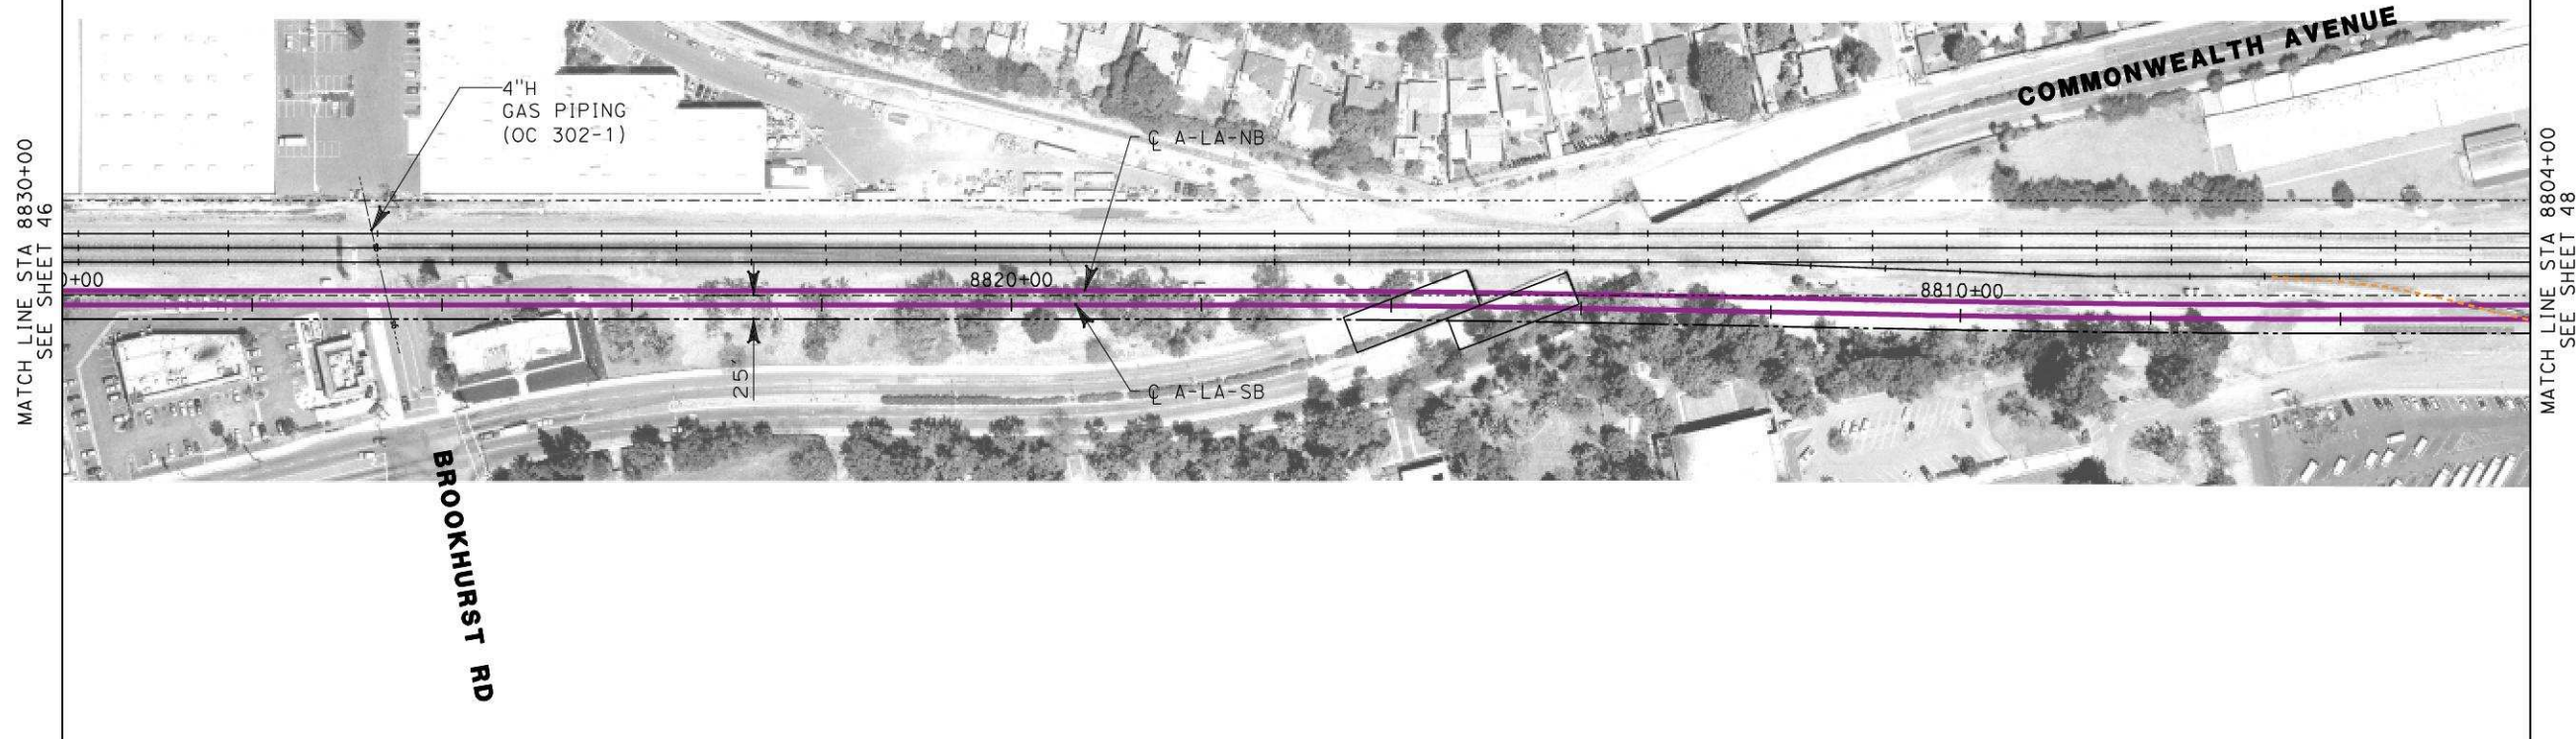 MATCH LINE STA 8830+00
SEE SHEET 46
4"H
GAS PIPING
(OC 302-1)
℄ A-LA-NB
COMMONWEALTH AVENUE
0+00
8820+00
8810+00
25'
℄ A-LA-SB
BROOKHURST RD
MATCH LINE STA 8804+00
SEE SHEET 48